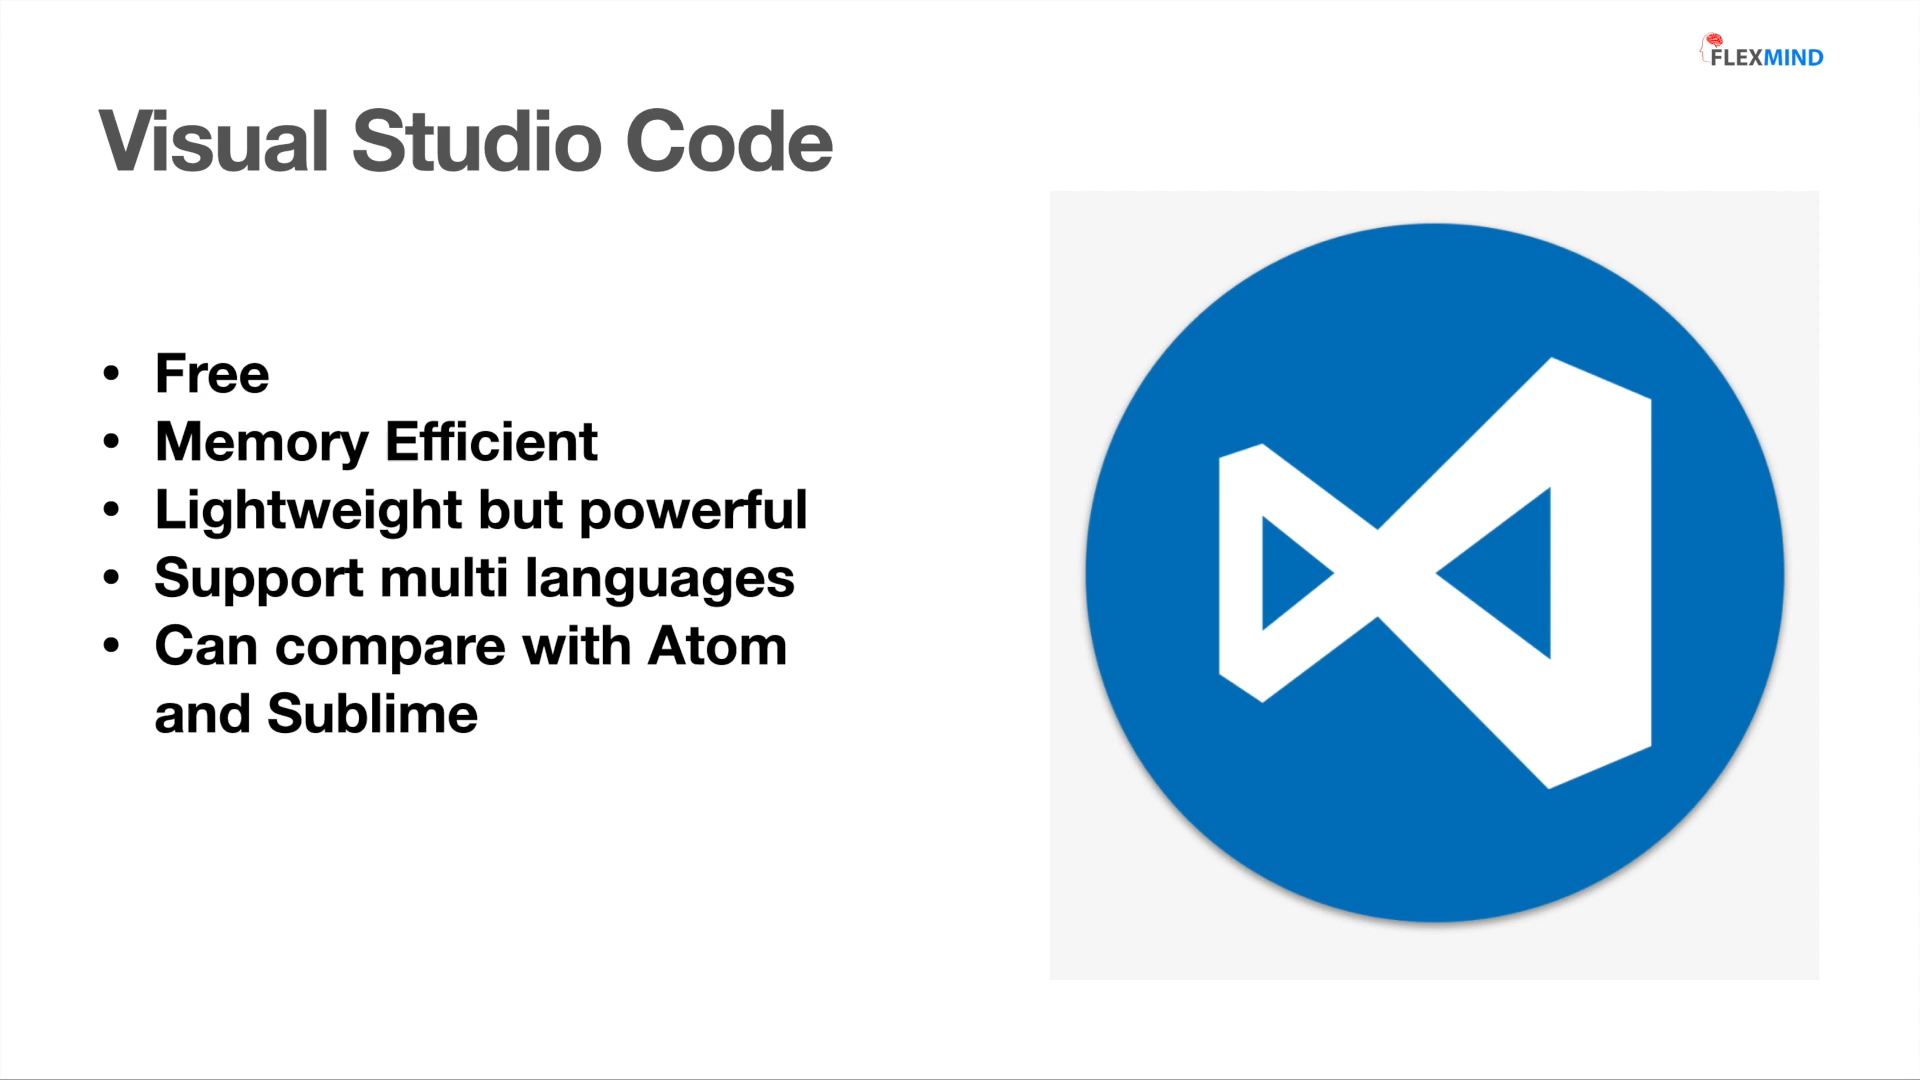 FLEXMIND
Visual Studio Code
• Free
• Memory Efficient
• Lightweight but powerful
• Support multi languages
• Can compare with Atom
and Sublime